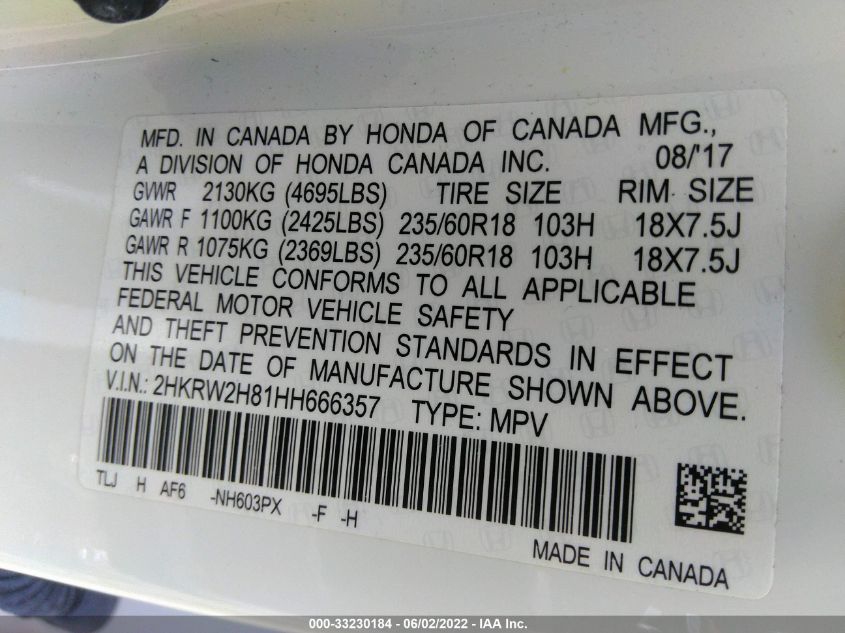 MFD. IN CANADA BY HONDA OF CANADA MFG.,
A DIVISION OF HONDA CANADA INC. 08/'17
GVWR 2130KG (4695LBS) TIRE SIZE RIM SIZE
GAWR F 1100KG (2425LBS) 235/60R18 103H 18X7.5J
GAWR R 1075KG (2369LBS) 235/60R18 103H 18X7.5J
THIS VEHICLE CONFORMS TO ALL APPLICABLE
FEDERAL MOTOR VEHICLE SAFETY
AND THEFT PREVENTION STANDARDS IN EFFECT
ON THE DATE OF MANUFACTURE SHOWN ABOVE.
V.I.N.: 2HKRW2H81HH666357 TYPE: MPV
TLJ H AF6 -NH603PX -F -H
MADE IN CANADA
000-33230184 - 06/02/2022 - IAA Inc.